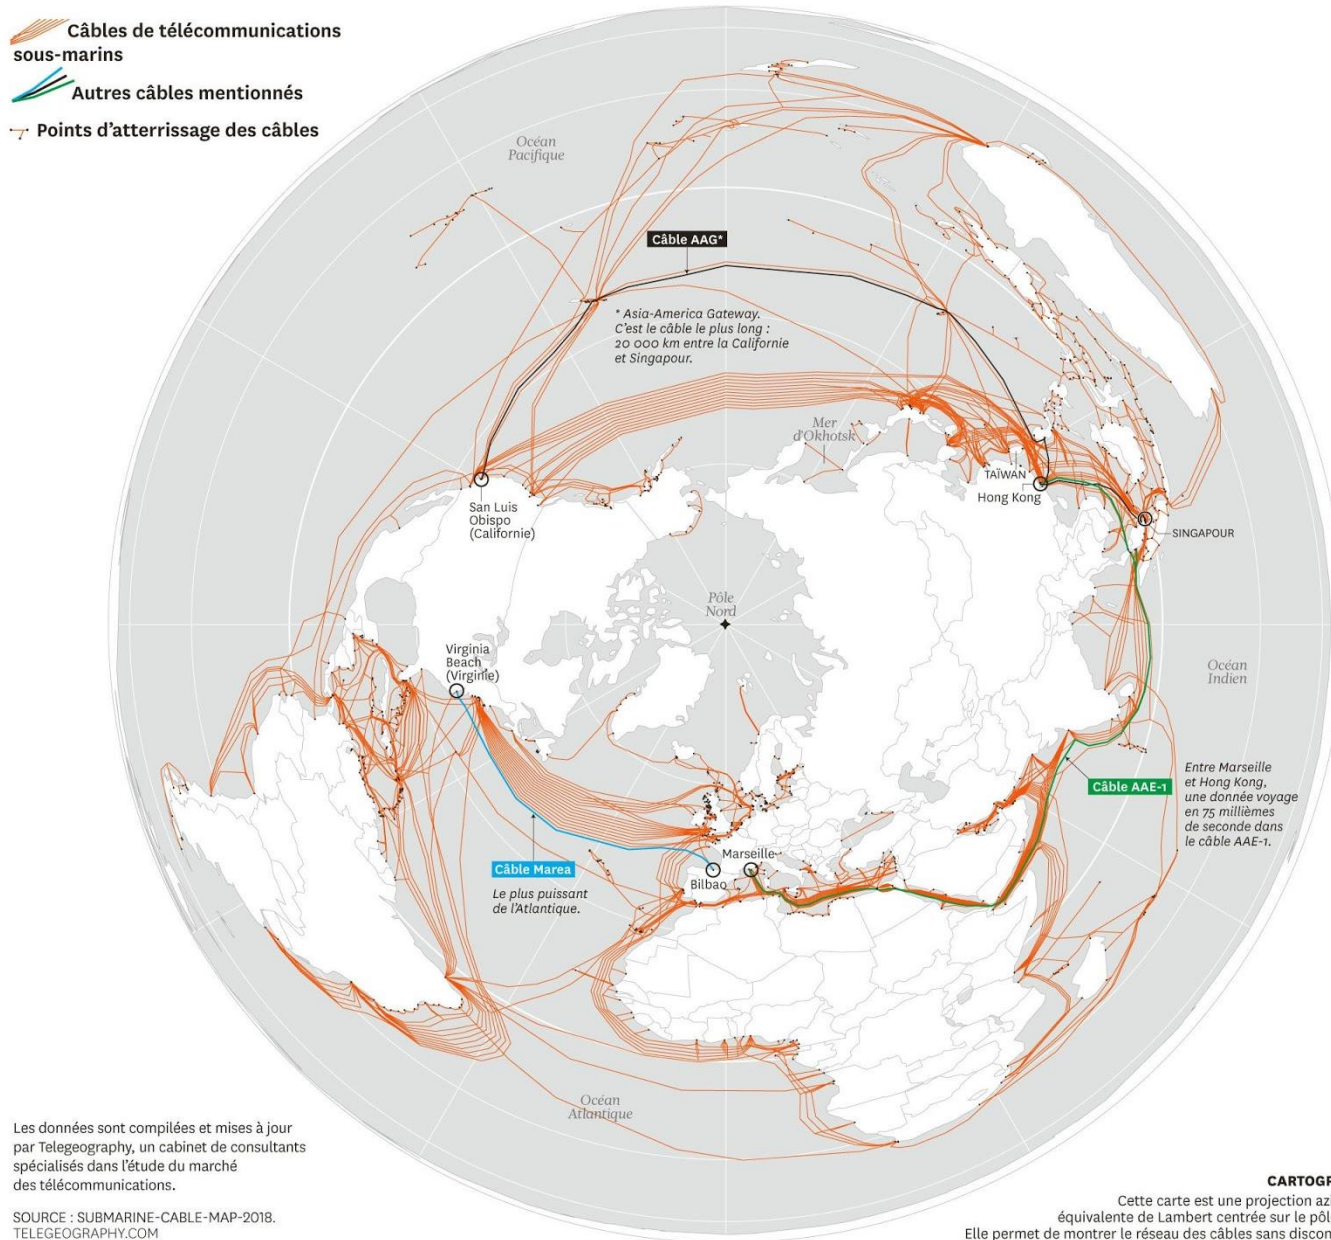 Câbles de télécommunications
sous-marins
Autres câbles mentionnés
Points d'atterrissage des câbles
Océan
Pacifique
Câble AAG*
* Asia-America Gateway.
C'est le câble le plus long :
20 000 km entre la Californie
et Singapour.
Mer
d'Okhotsk
TAÏWAN
Hong Kong
San Luis
Obispo
(Californie)
SINGAPOUR
Pôle
Nord
Virginia
Beach
(Virginie)
Océan
Indien
Câble AAE-1
Entre Marseille
et Hong Kong,
une donnée voyage
en 75 millièmes
de seconde dans
le câble AAE-1.
Câble Marea
Le plus puissant
de l'Atlantique.
Marseille
Bilbao
Océan
Atlantique
Les données sont compilées et mises à jour
par Telegeography, un cabinet de consultants
spécialisés dans l'étude du marché
des télécommunications.
SOURCE : SUBMARINE-CABLE-MAP-2018.
TELEGEOGRAPHY.COM
CARTOGR
Cette carte est une projection az
équivalente de Lambert centrée sur le pôl
Elle permet de montrer le réseau des câbles sans discon